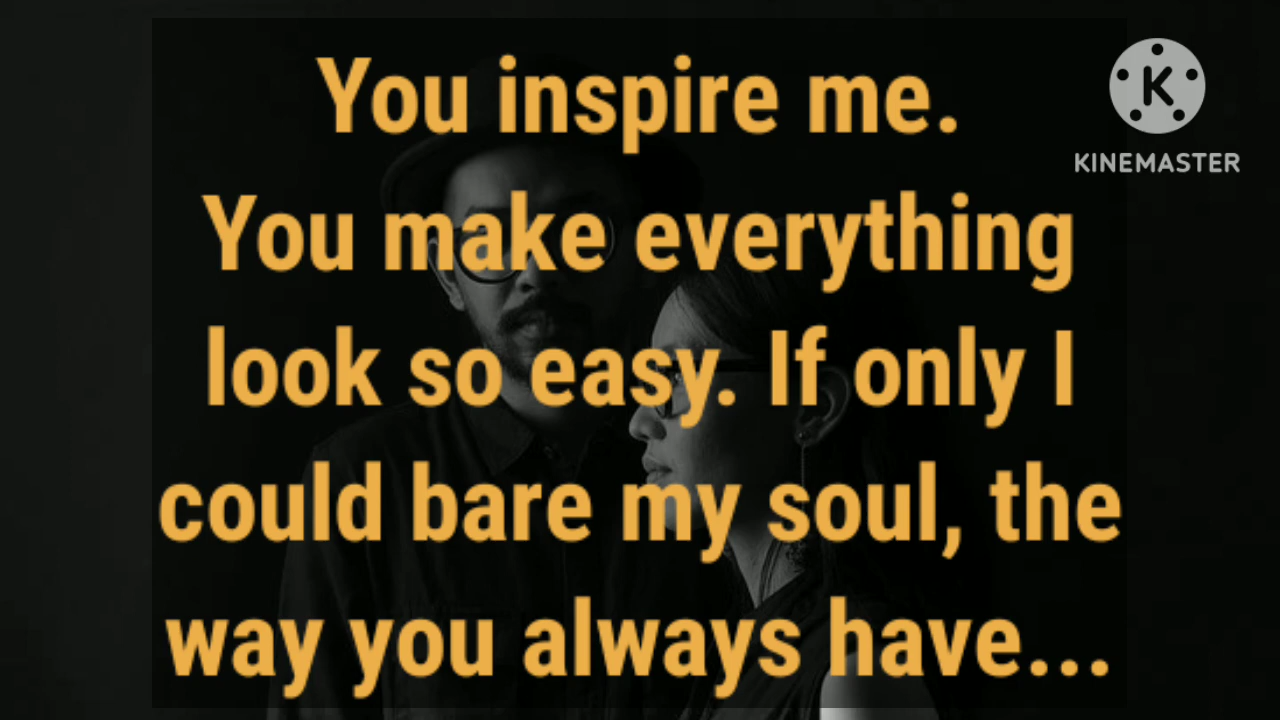 You inspire me.
You make everything
look so easy. If only I
could bare my soul, the
way you always have...
KINEMASTER